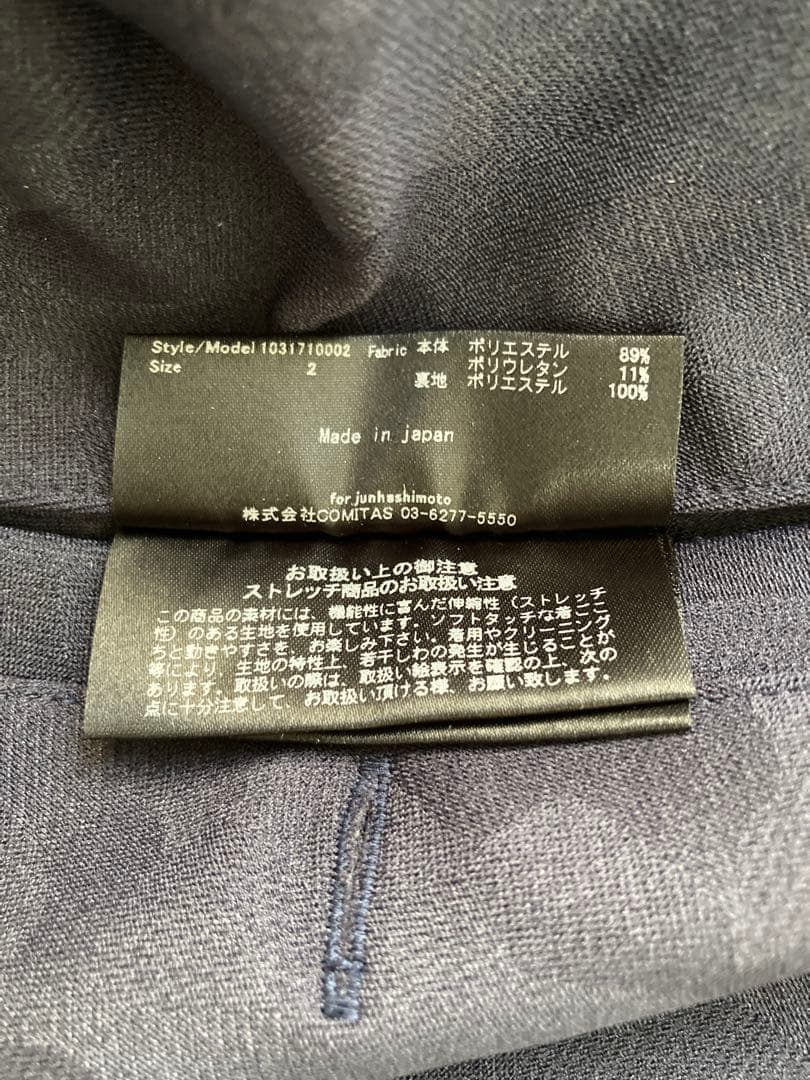 Style/Model 1031710002 Fabric 本体 ポリエステル 89%
Size 2 ポリウレタン 11%
裏地 ポリエステル 100%
Made in japan
for.junhashimoto
株式会社COMITAS 03-6277-5550
お取扱い上の御注意
ストレッチ商品のお取扱い注意
この商品の素材には、機能性に富んだ伸縮性（ストレッチ
性）のある生地を使用しています。ソフトタッチな着ごこ
ちと動きやすさを、お楽しみ下さい。着用やクリーニング
等により、生地の特性上、若干しわの発生が生じることが
あります。取扱いの際は、取扱い絵表示を確認の上、次の
点に十分注意して、お取扱い頂ける様、お願い致します。